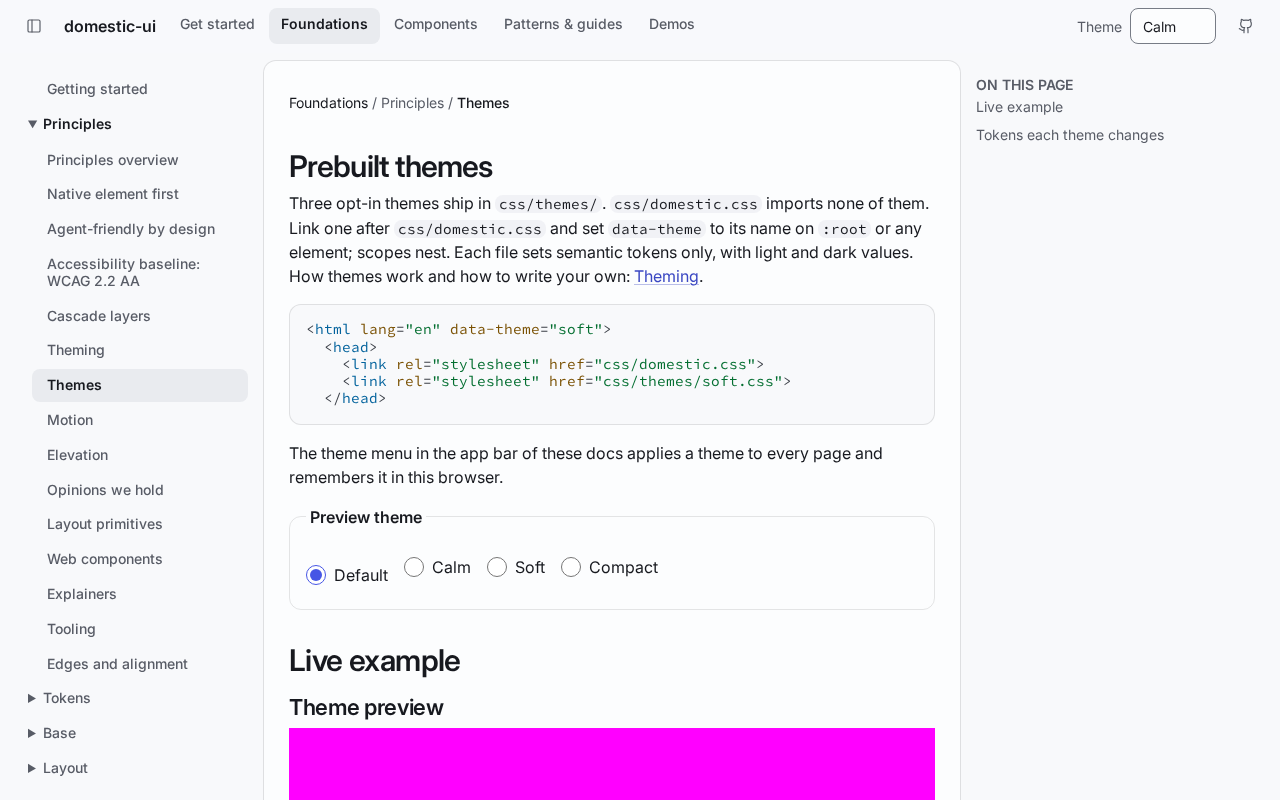 domestic-ui
Get started
Foundations
Components
Patterns & guides
Demos
Theme
Calm
Getting started
Principles
Principles overview
Native element first
Agent-friendly by design
Accessibility baseline:
WCAG 2.2 AA
Cascade layers
Theming
Themes
Motion
Elevation
Opinions we hold
Layout primitives
Web components
Explainers
Tooling
Edges and alignment
Tokens
Base
Layout
Foundations / Principles / Themes
Prebuilt themes
Three opt-in themes ship in css/themes/. css/domestic.css imports none of them.
Link one after css/domestic.css and set data-theme to its name on :root or any
element; scopes nest. Each file sets semantic tokens only, with light and dark values.
How themes work and how to write your own: Theming.
<html lang="en" data-theme="soft">
  <head>
    <link rel="stylesheet" href="css/domestic.css">
    <link rel="stylesheet" href="css/themes/soft.css">
  </head>
The theme menu in the app bar of these docs applies a theme to every page and
remembers it in this browser.
Preview theme
Default
Calm
Soft
Compact
Live example
Theme preview
ON THIS PAGE
Live example
Tokens each theme changes